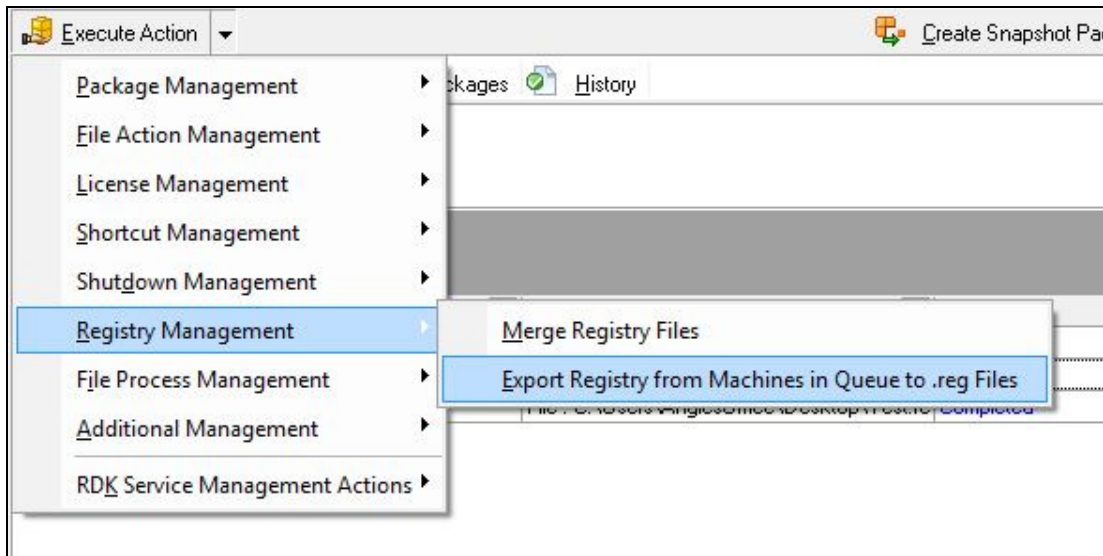 Execute Action
Create Snapshot Pa
Package Management
ckages
History
File Action Management
License Management
Shortcut Management
Shutdown Management
Registry Management
Merge Registry Files
File Process Management
Export Registry from Machines in Queue to .reg Files
Additional Management
RDK Service Management Actions